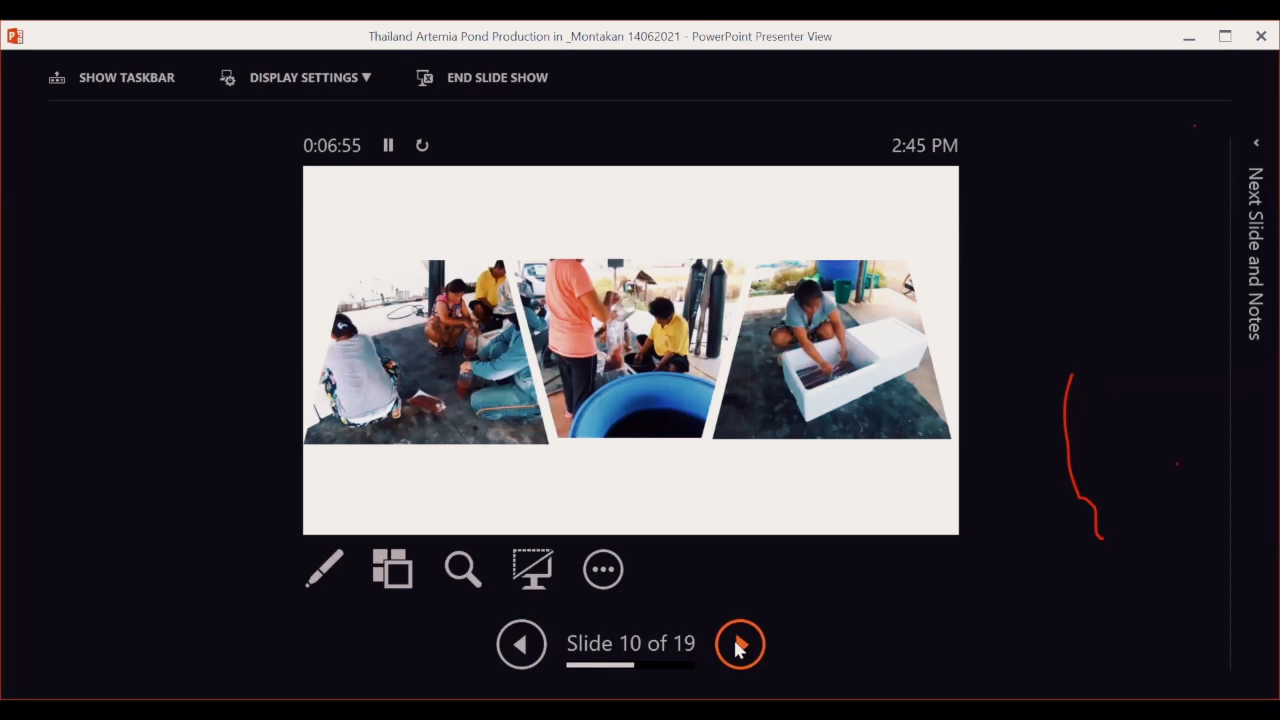 Thailand Artemia Pond Production in _Montakan 14062021 - PowerPoint Presenter View
SHOW TASKBAR
DISPLAY SETTINGS ▼
END SLIDE SHOW
0:06:55
2:45 PM
Next Slide and Notes
Slide 10 of 19